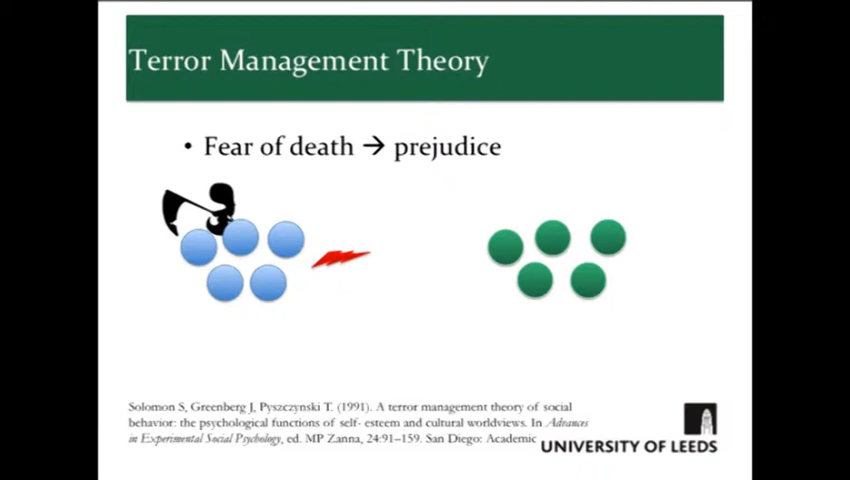 Terror Management Theory
• Fear of death → prejudice
Solomon S, Greenberg J, Pyszczynski T. (1991). A terror management theory of social
behavior: the psychological functions of self- esteem and cultural worldviews. In Advances
in Experimental Social Psychology, ed. MP Zanna, 24:91–159. San Diego: Academic
UNIVERSITY OF LEEDS